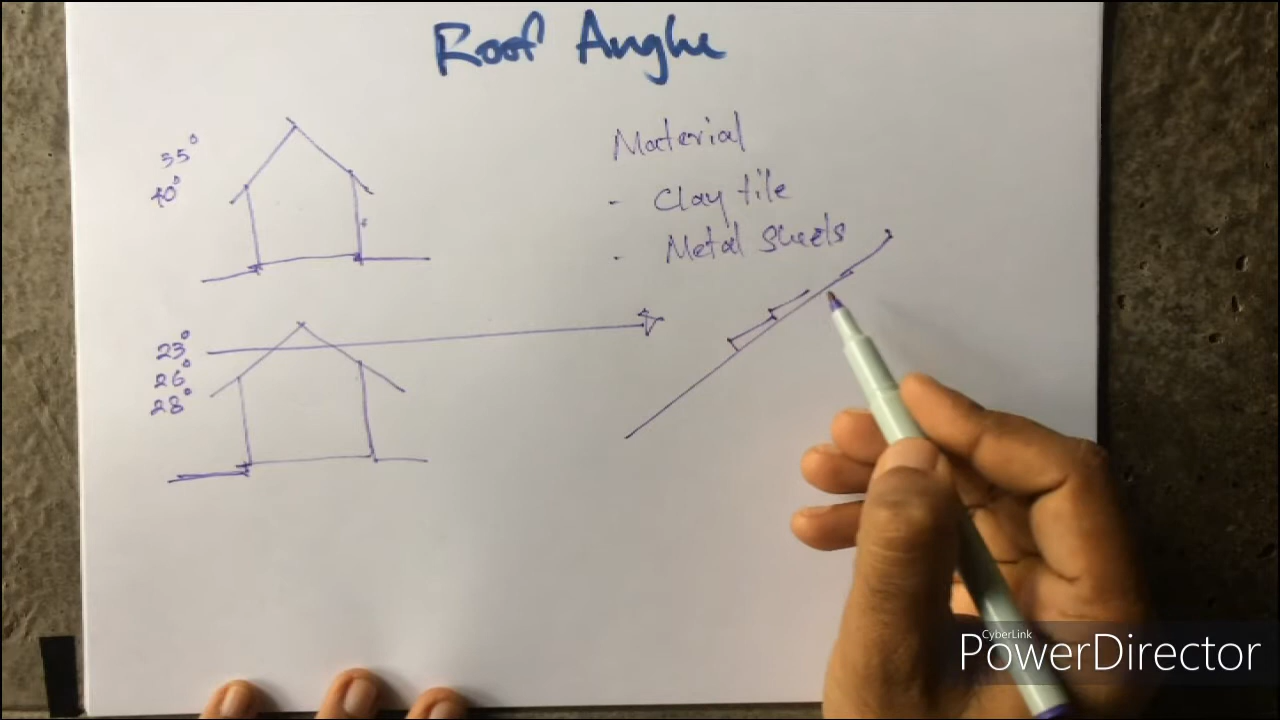 Roof Angle
35°
40°
Material
- Clay tile
- Metal Sheets
23°
26°
28°
CyberLink
PowerDirector